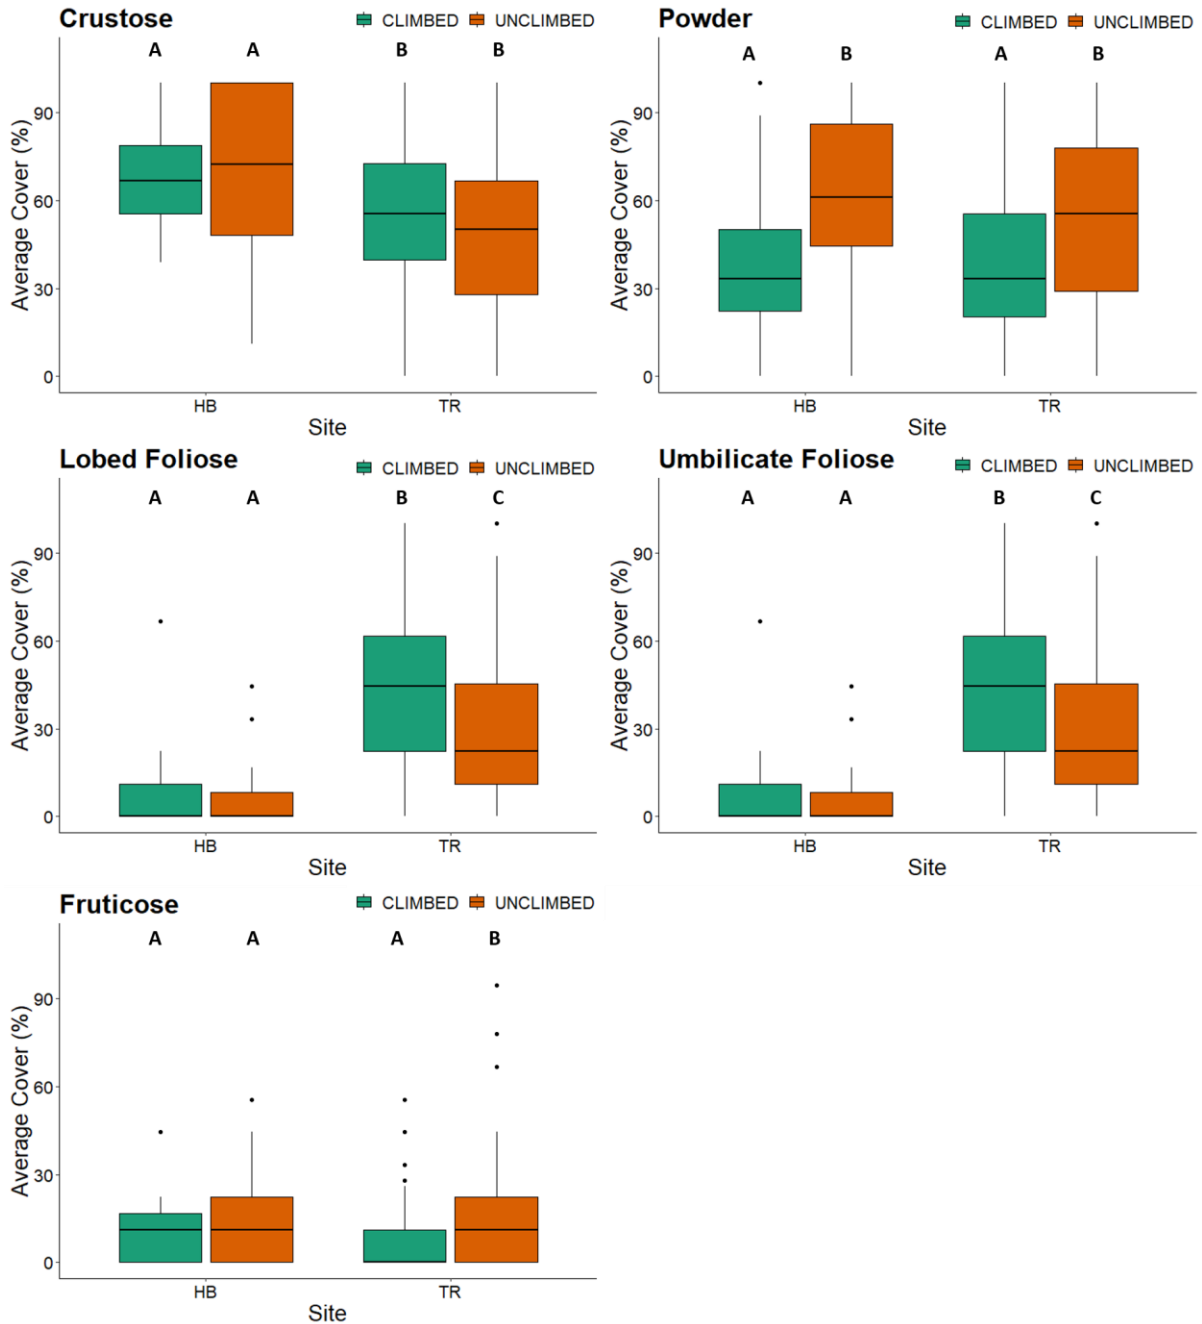 Crustose
CLIMBED UNCLIMBED
A A B B
Average Cover (%)
90
60
30
0
HB TR
Site
Powder
CLIMBED UNCLIMBED
A B A B
Average Cover (%)
90
60
30
0
HB TR
Site
Lobed Foliose
CLIMBED UNCLIMBED
A A B C
Average Cover (%)
90
60
30
0
HB TR
Site
Umbilicate Foliose
CLIMBED UNCLIMBED
A A B C
Average Cover (%)
90
60
30
0
HB TR
Site
Fruticose
CLIMBED UNCLIMBED
A A A B
Average Cover (%)
90
60
30
0
HB TR
Site